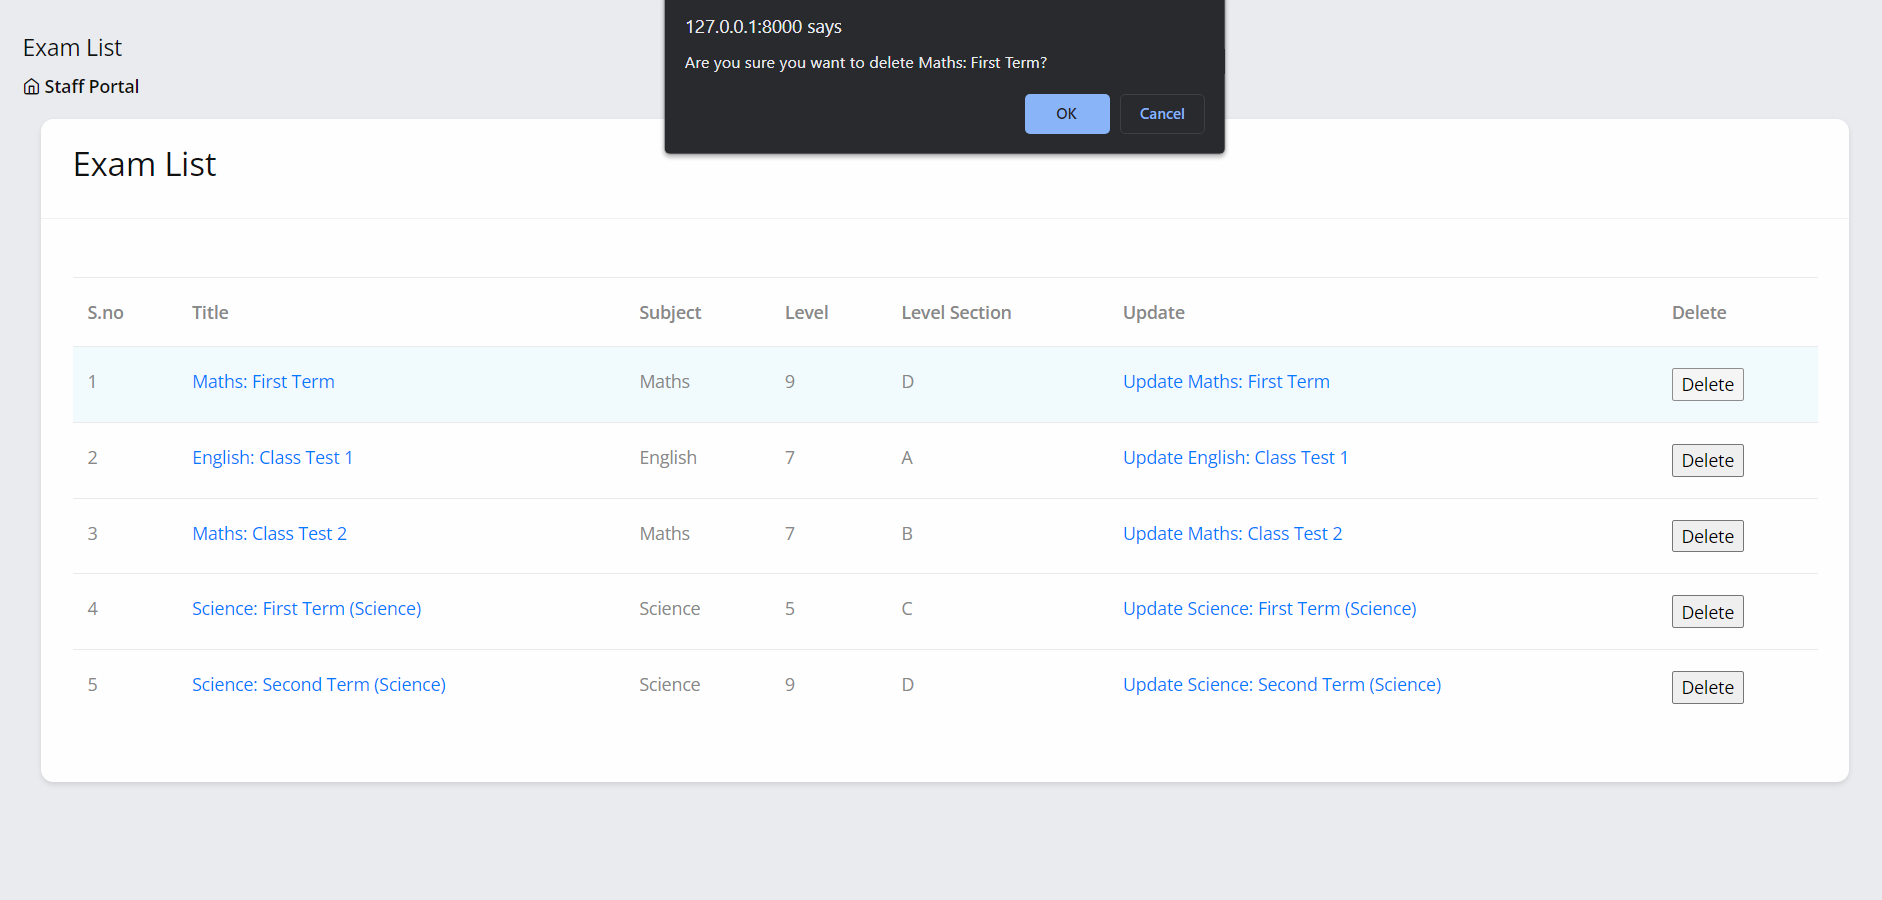 127.0.0.1:8000 says
Are you sure you want to delete Maths: First Term?
OK Cancel
Exam List
Staff Portal
Exam List
S.no Title Subject Level Level Section Update Delete
1 Maths: First Term Maths 9 D Update Maths: First Term Delete
2 English: Class Test 1 English 7 A Update English: Class Test 1 Delete
3 Maths: Class Test 2 Maths 7 B Update Maths: Class Test 2 Delete
4 Science: First Term (Science) Science 5 C Update Science: First Term (Science) Delete
5 Science: Second Term (Science) Science 9 D Update Science: Second Term (Science) Delete